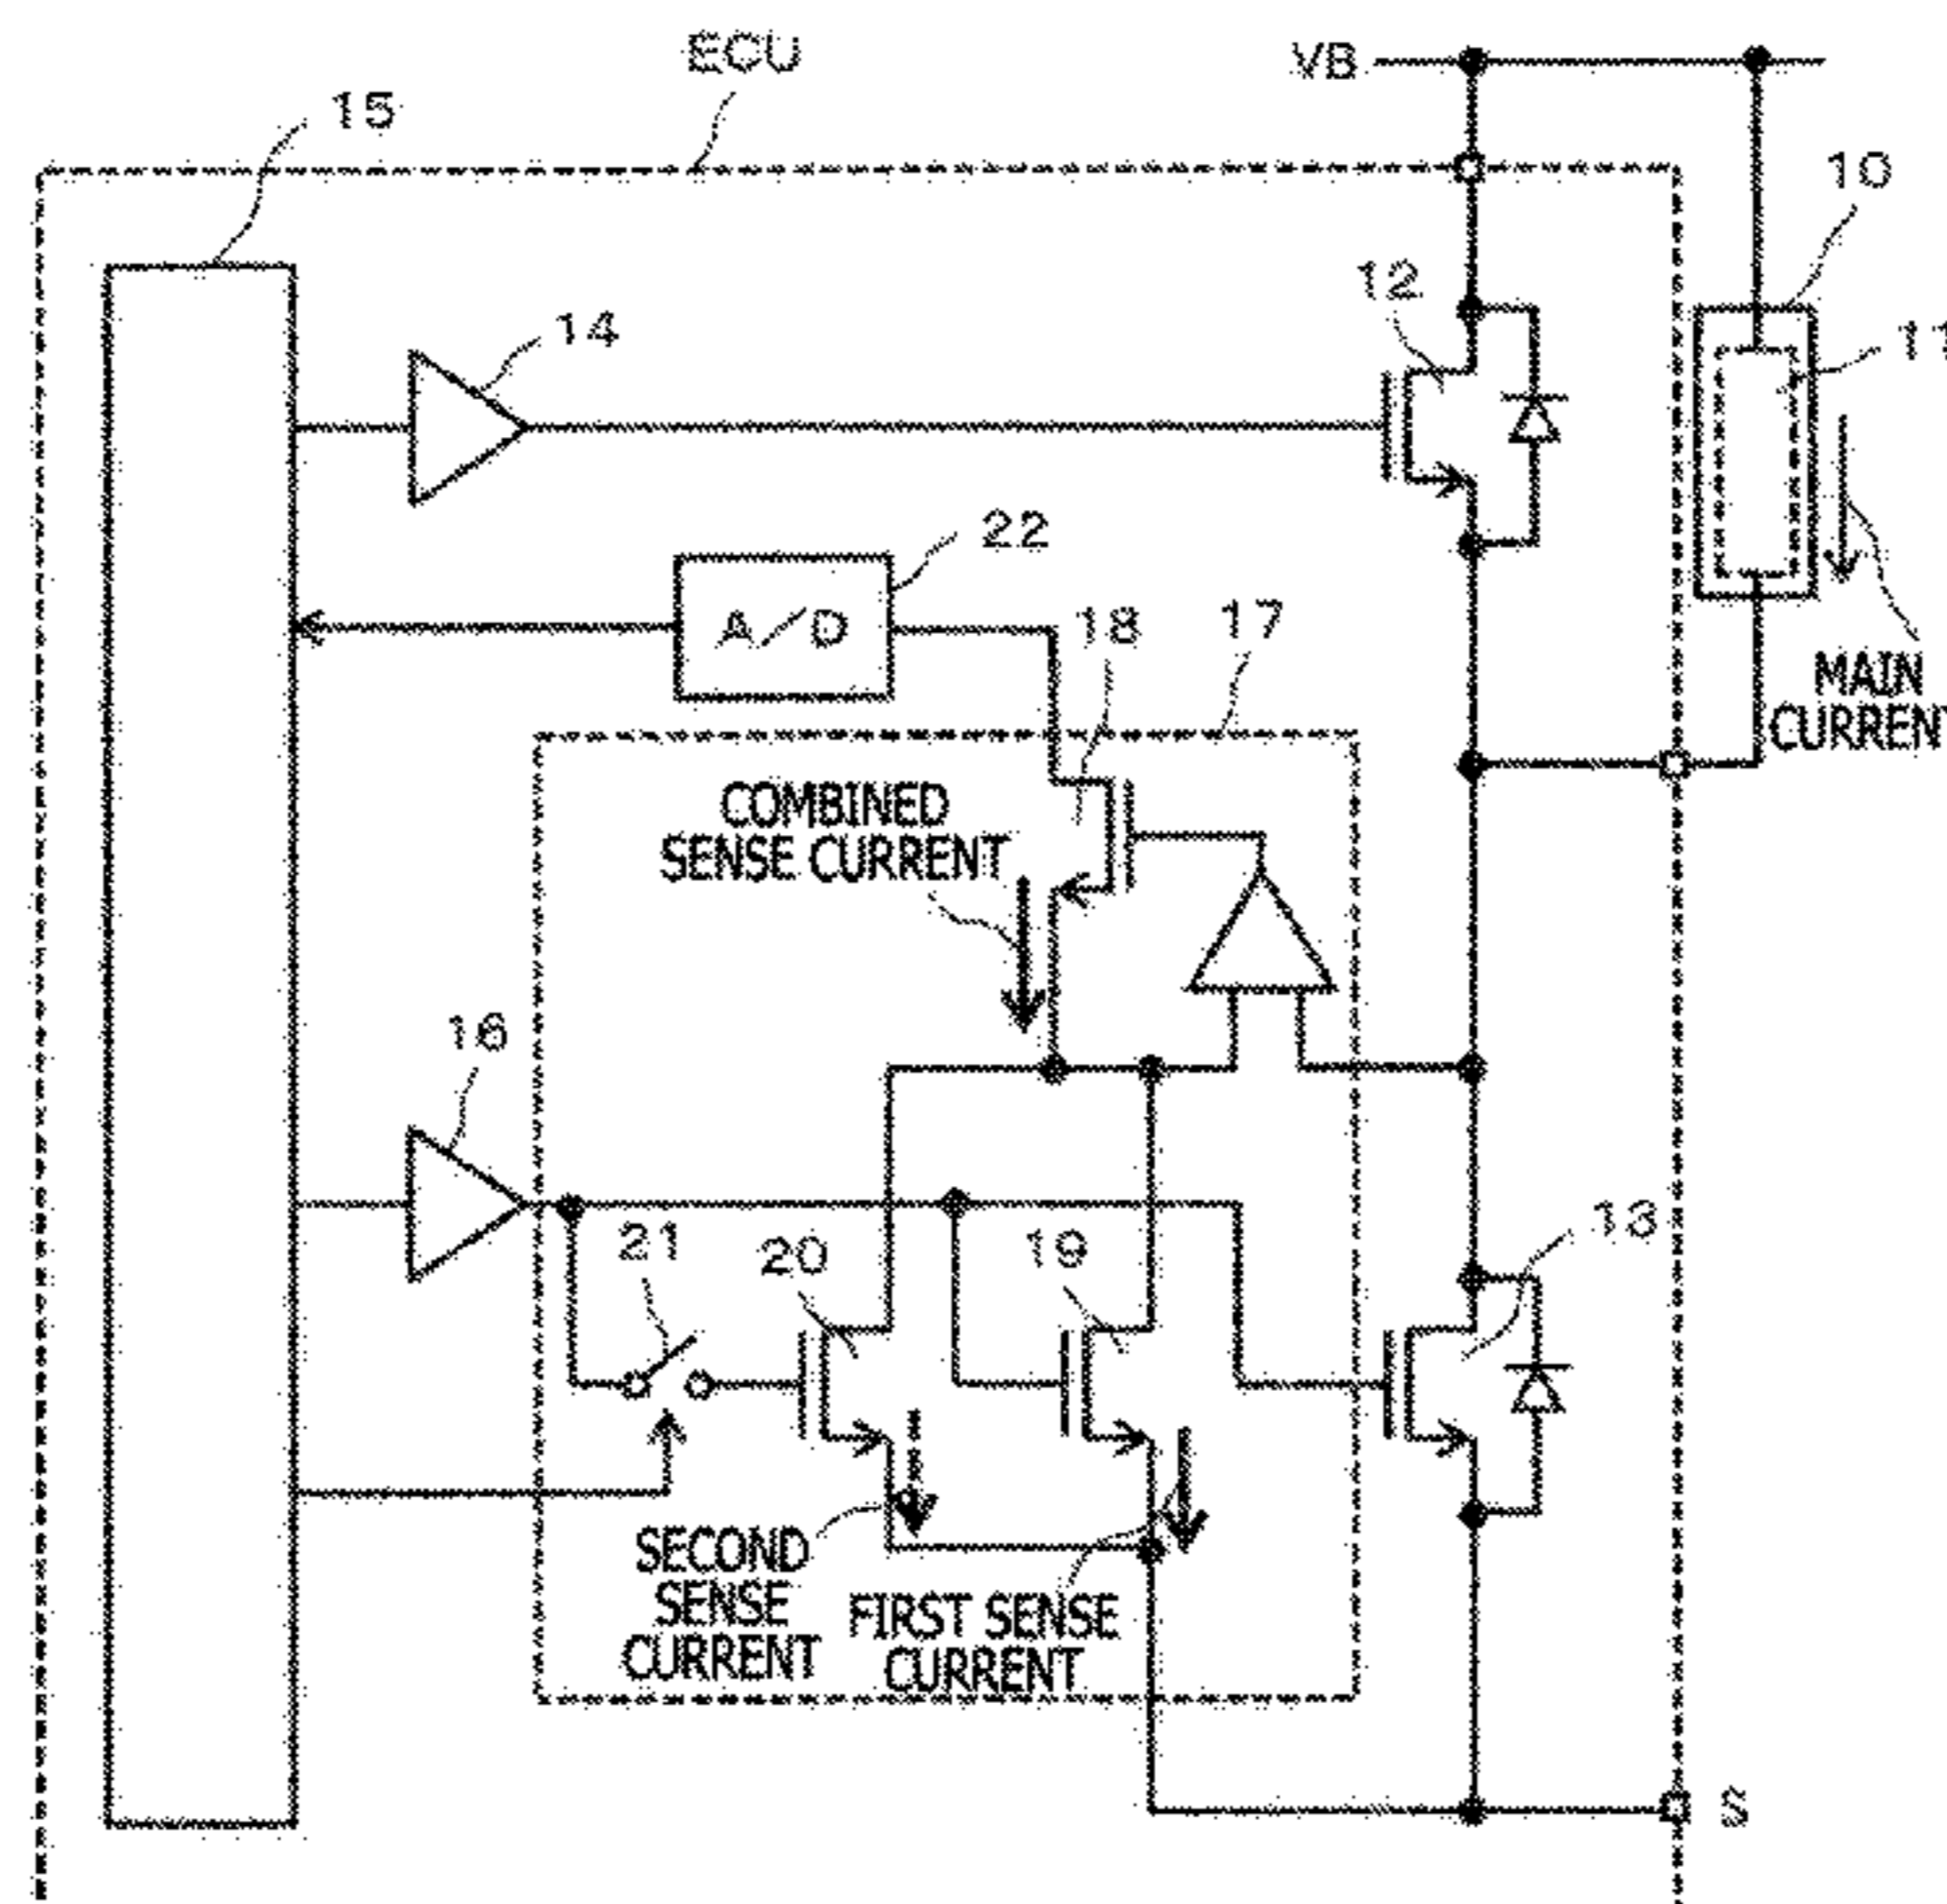 ECU
VB
15
10
12
11
14
22
A/D
18
17
MAIN
CURRENT
COMBINED
SENSE CURRENT
16
13
21
20
19
SECOND
SENSE
CURRENT
FIRST SENSE
CURRENT
S